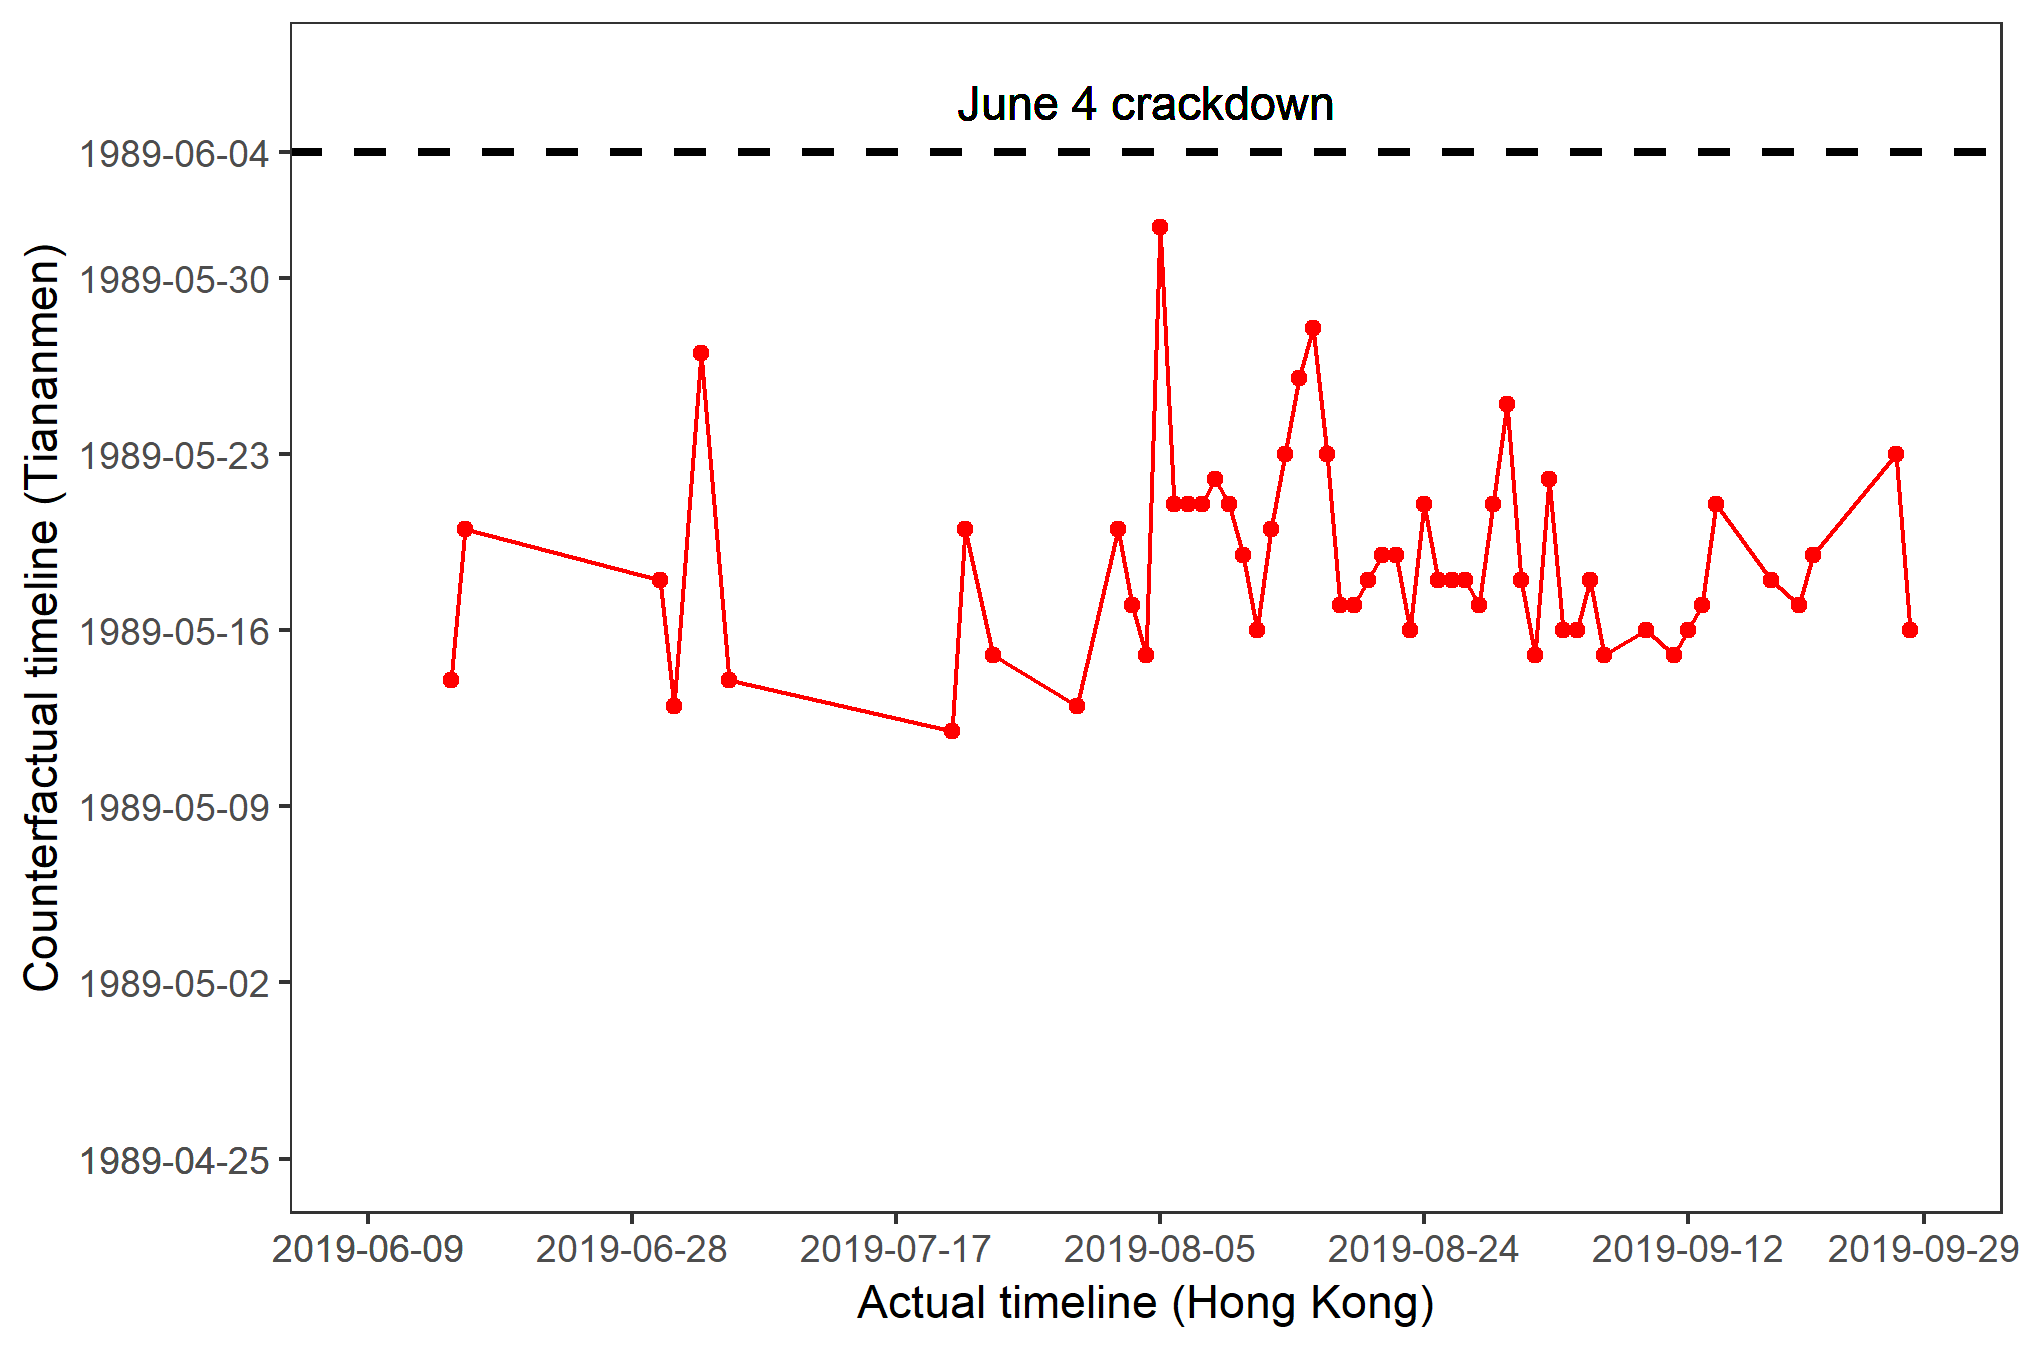 June 4 crackdown
Counterfactual timeline (Tiananmen)
1989-06-04
1989-05-30
1989-05-23
1989-05-16
1989-05-09
1989-05-02
1989-04-25
2019-06-09 2019-06-28 2019-07-17 2019-08-05 2019-08-24 2019-09-12 2019-09-29
Actual timeline (Hong Kong)